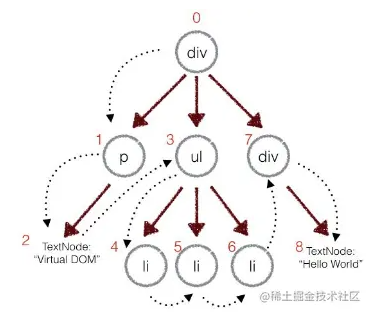 0
div
1
p
3
ul
7
div
2
TextNode:
"Virtual DOM"
4
li
5
li
6
li
8
TextNode:
"Hello World"
@稀土掘金技术社区